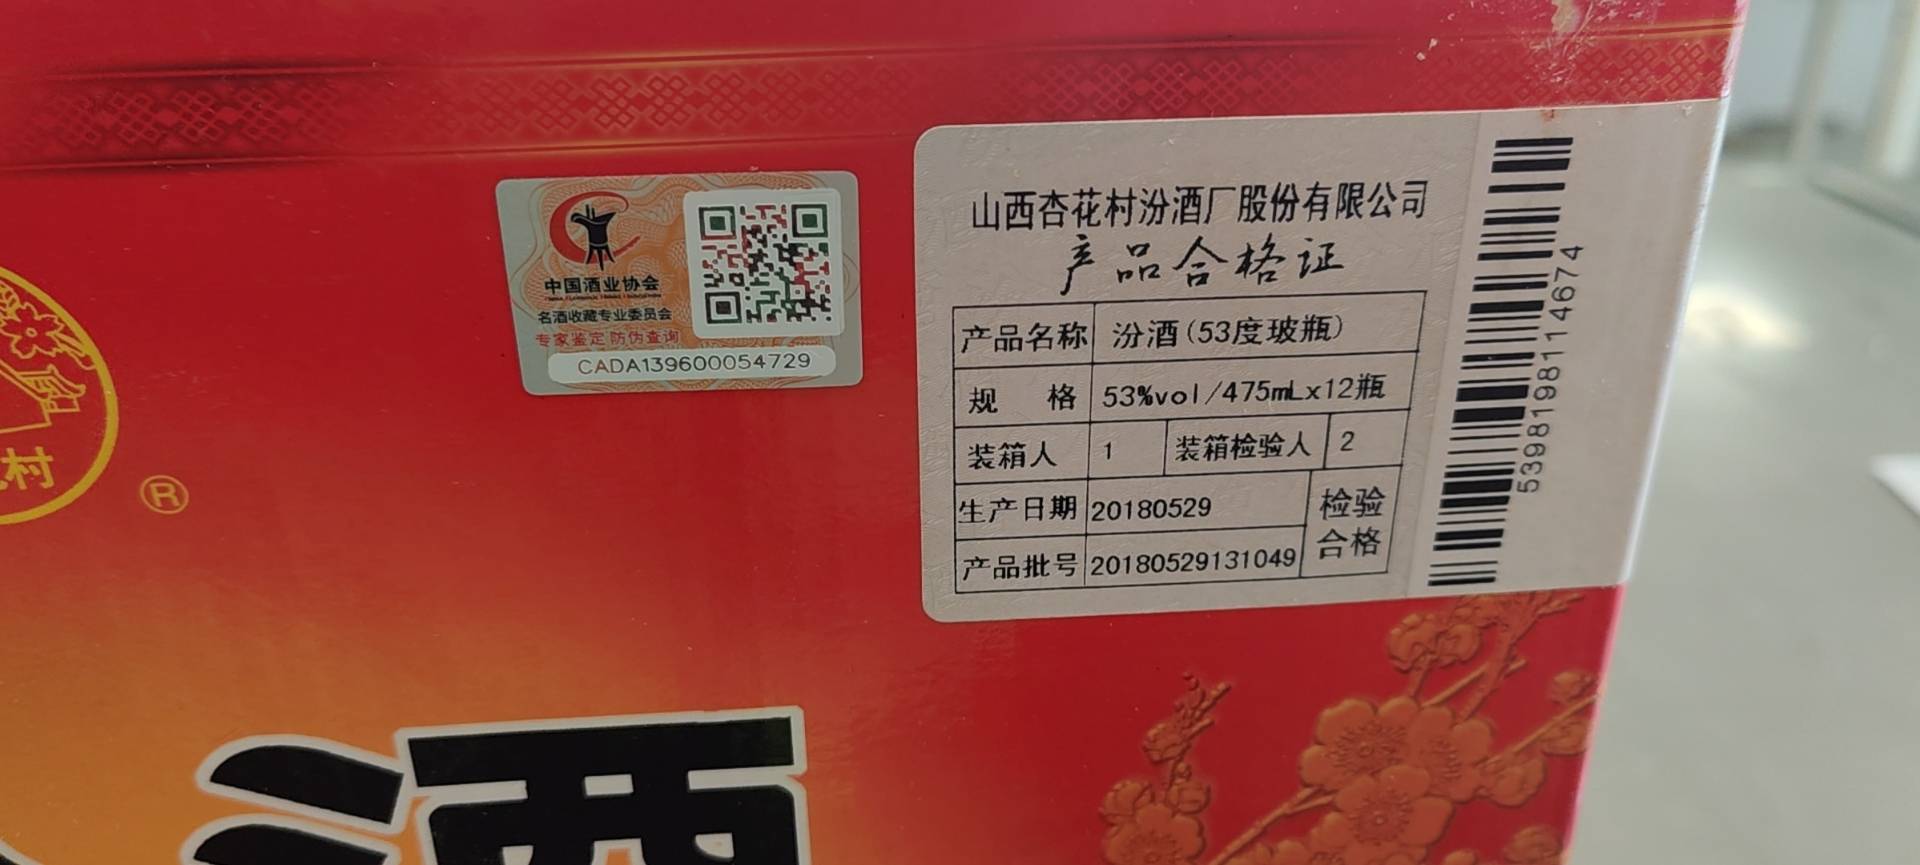 村
®
中国酒业协会
名酒收藏专业委员会
专家鉴定 防伪查询
CADA139600054729
山西杏花村汾酒厂股份有限公司
产品合格证
产品名称 汾酒(53度玻瓶)
规 格 53%vol/475mLx12瓶
装箱人 1 装箱检验人 2
生产日期 20180529 检验
产品批号 20180529131049 合格
5398198114674
酒